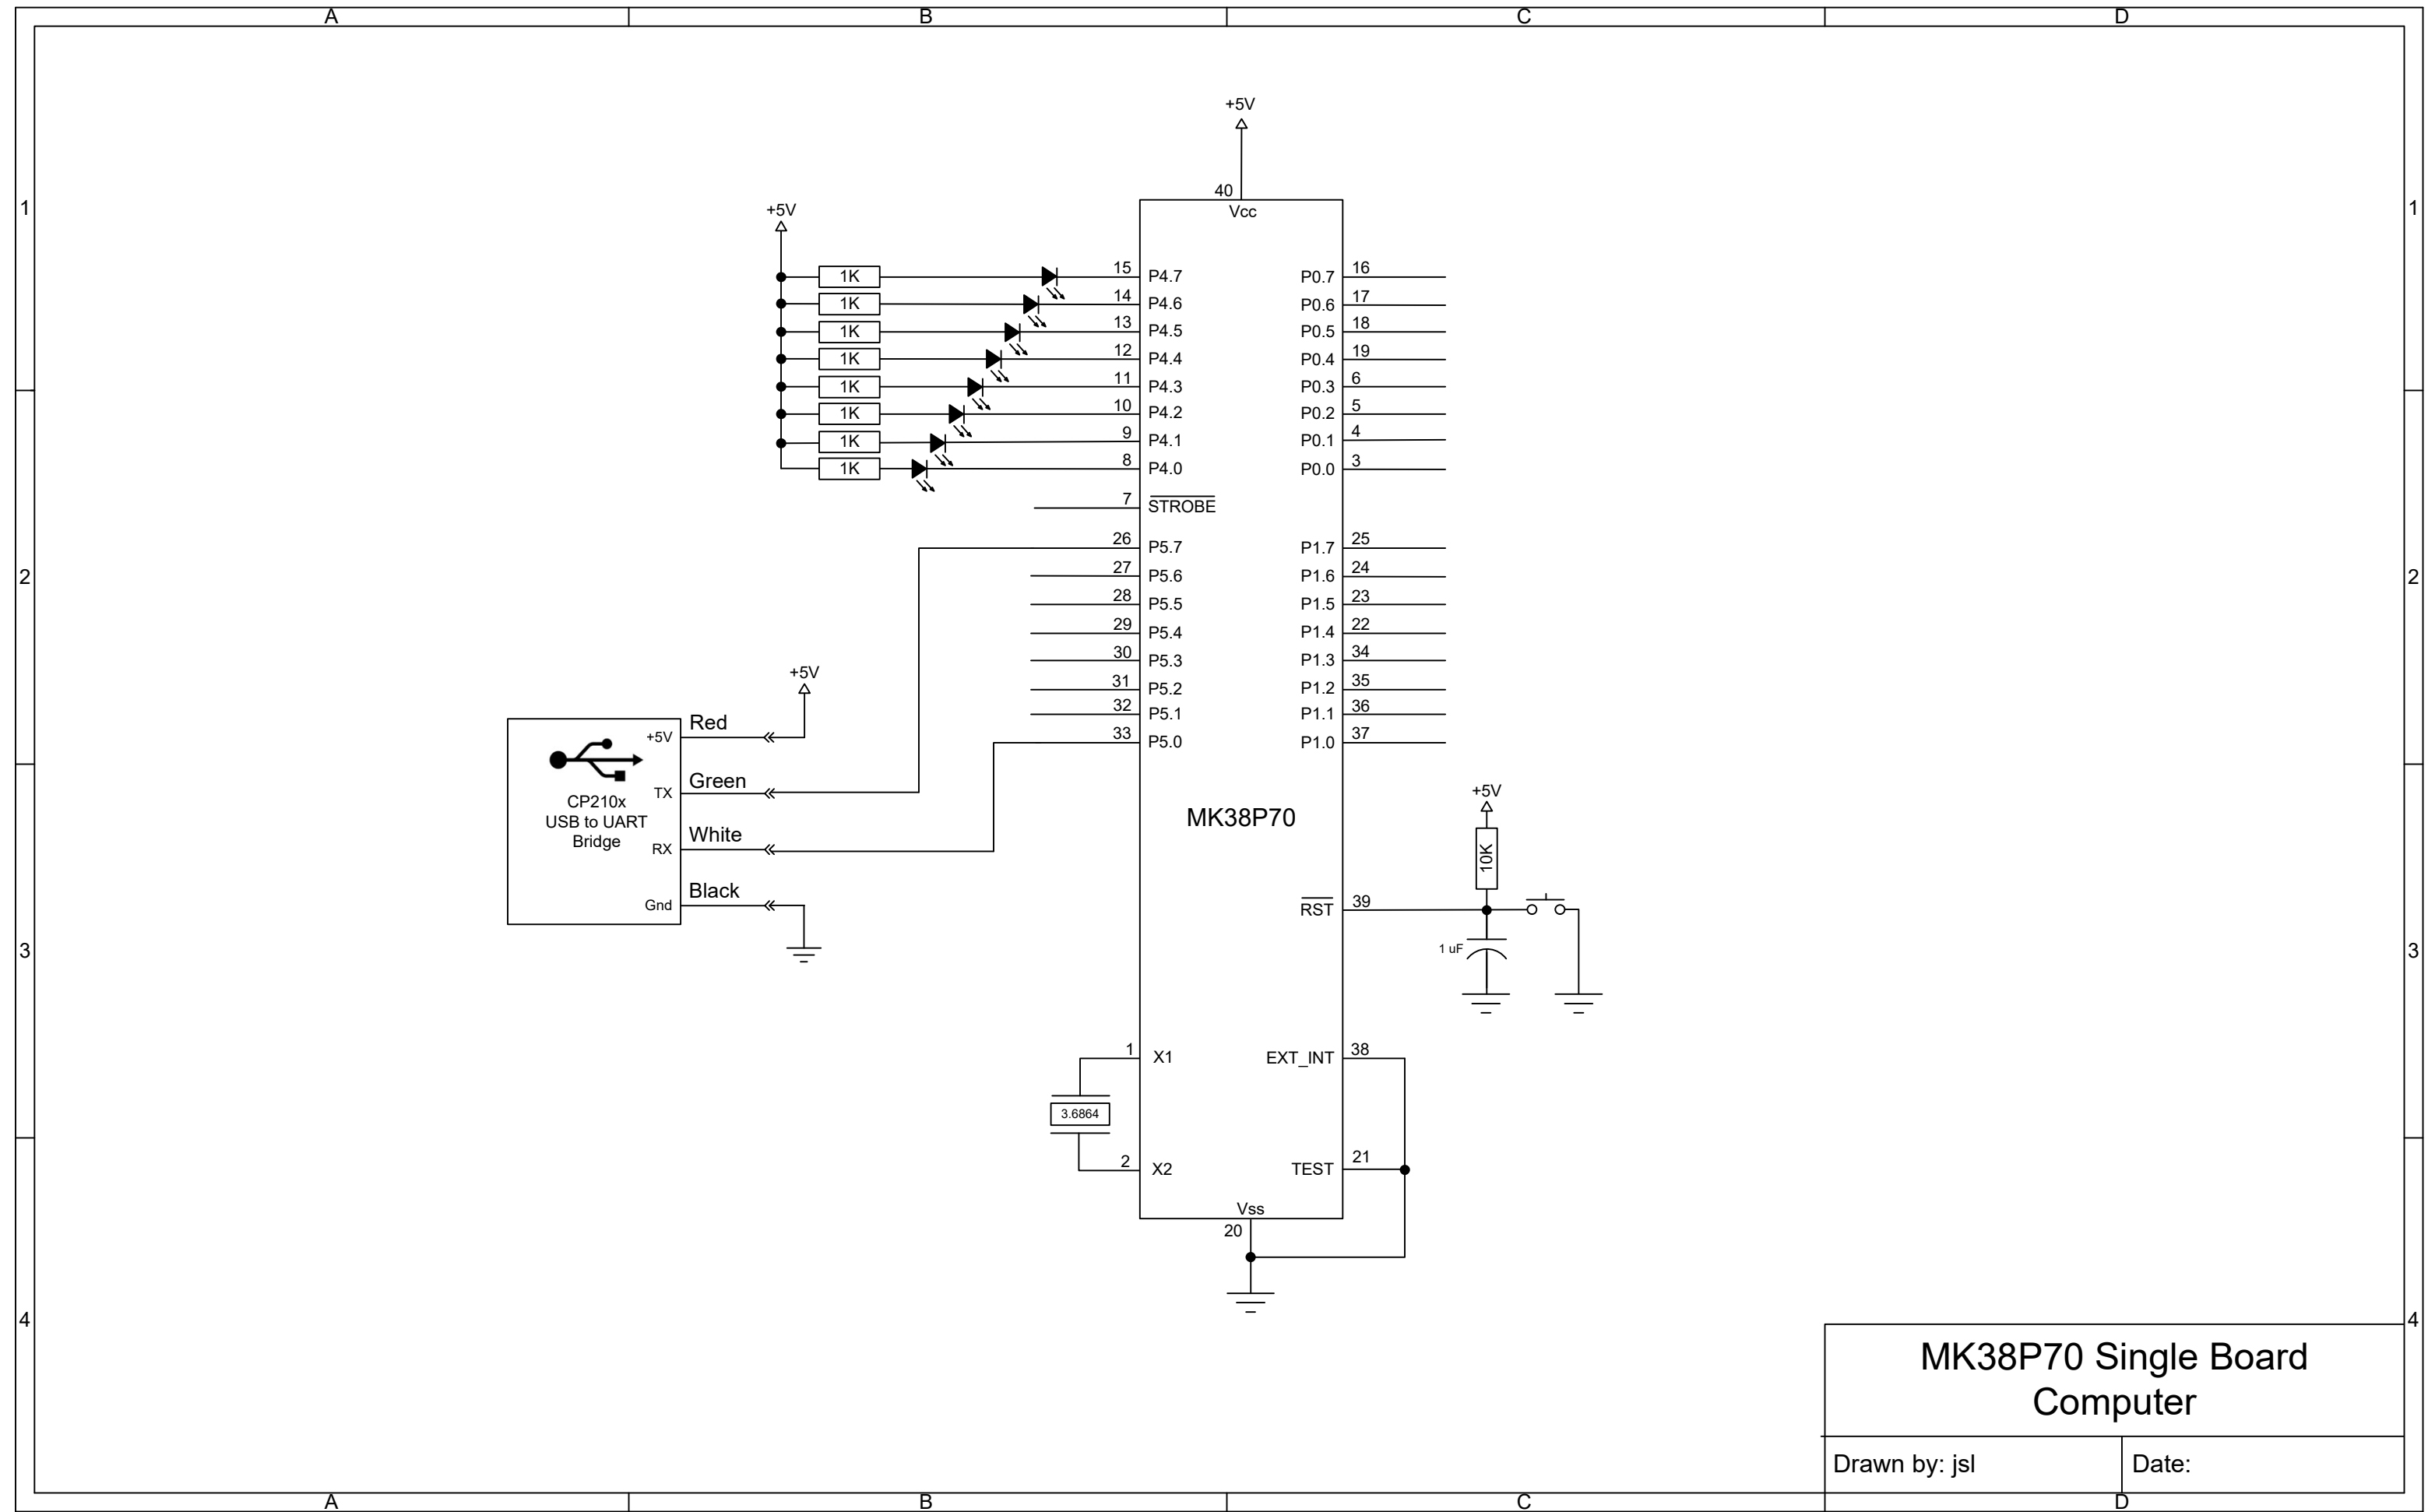 A B C D
+5V
40
Vcc
1 1
+5V
1K 15 P4.7 P0.7 16
1K 14 P4.6 P0.6 17
1K 13 P4.5 P0.5 18
1K 12 P4.4 P0.4 19
1K 11 P4.3 P0.3 6
1K 10 P4.2 P0.2 5
1K 9 P4.1 P0.1 4
1K 8 P4.0 P0.0 3
7 STROBE
26 P5.7 P1.7 25
2 27 P5.6 P1.6 24 2
28 P5.5 P1.5 23
29 P5.4 P1.4 22
30 P5.3 P1.3 34
31 P5.2 P1.2 35
32 P5.1 P1.1 36
33 P5.0 P1.0 37
+5V
+5V Red
TX Green
CP210x
USB to UART
Bridge
RX White
Gnd Black
MK38P70
+5V
10K
RST 39
1 uF
3 3
1 X1 EXT_INT 38
3.6864
2 X2 TEST 21
Vss
20
4 4
MK38P70 Single Board
Computer
Drawn by: jsl Date:
A B C D